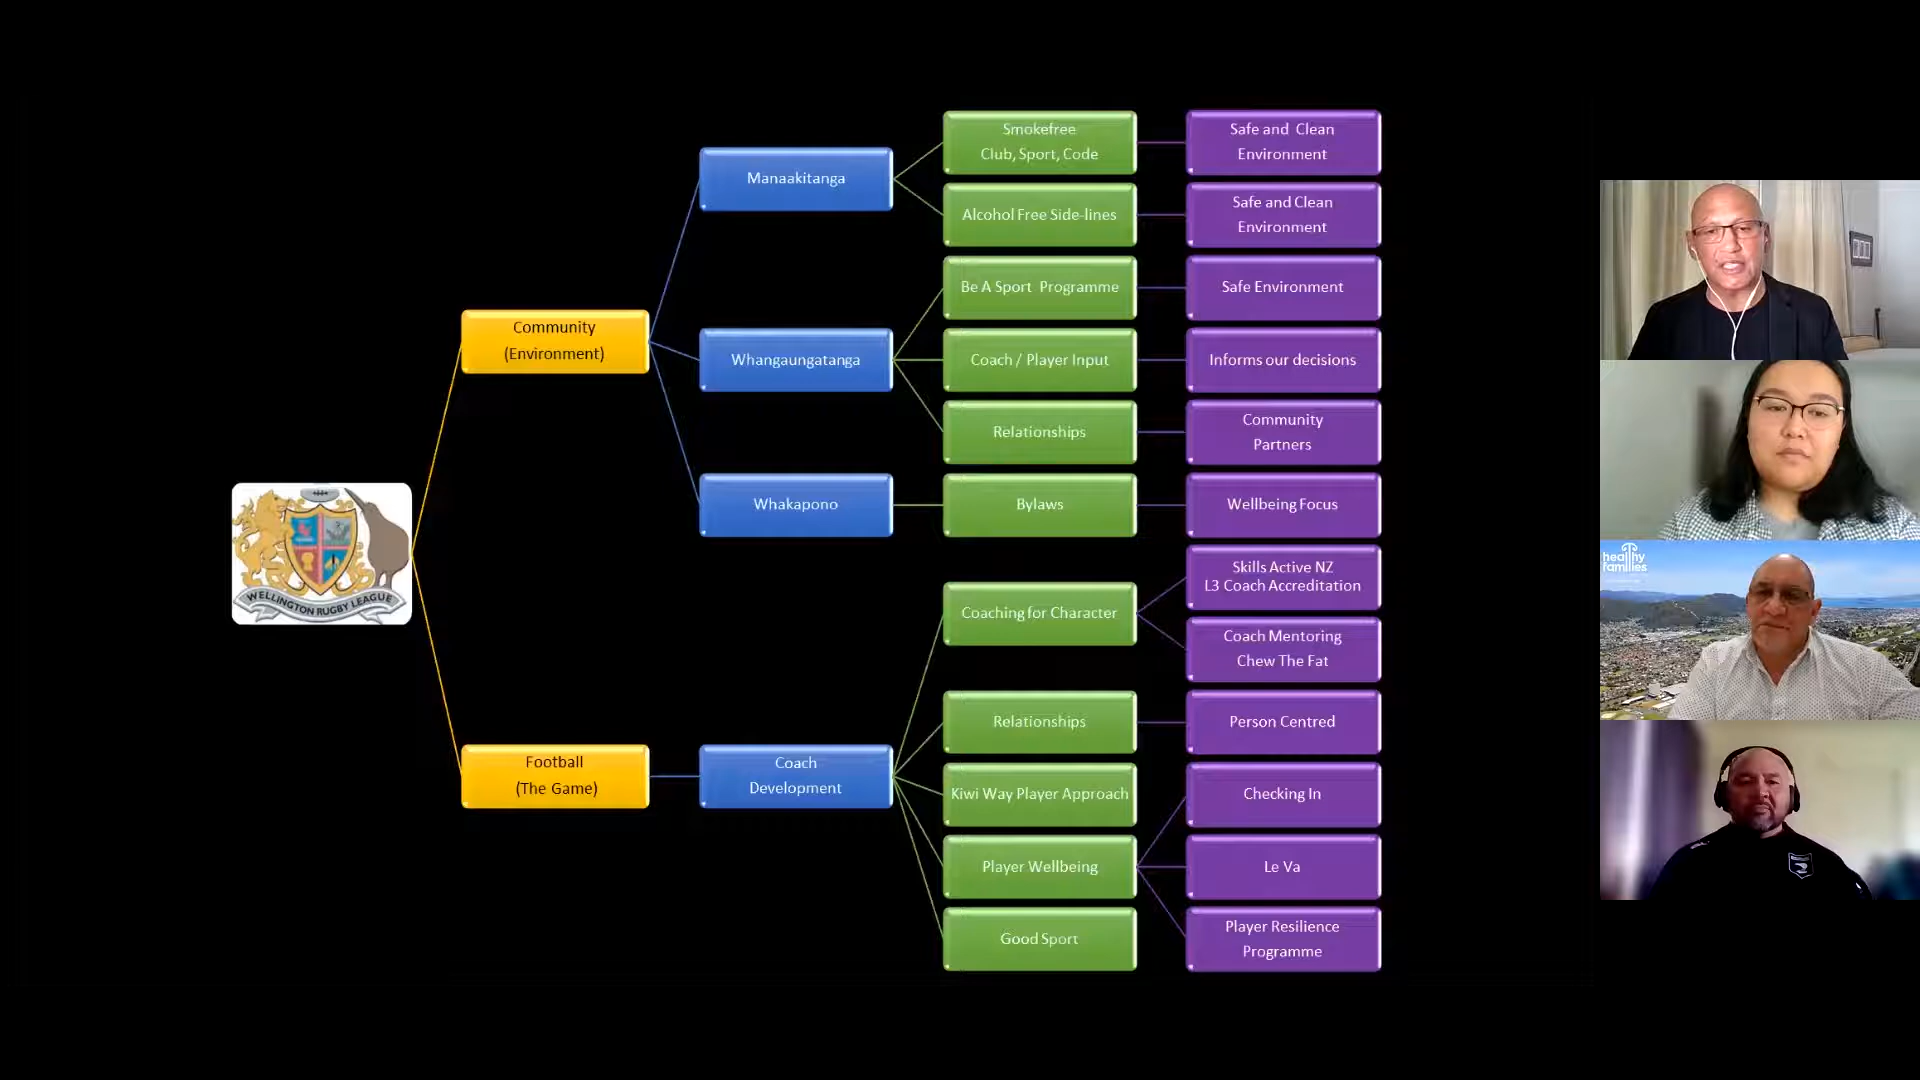 Smokefree
Club, Sport, Code
Safe and Clean
Environment
Manaakitanga
Alcohol Free Side-lines
Safe and Clean
Environment
Be A Sport Programme
Safe Environment
Community
(Environment)
Whangaungatanga
Coach / Player Input
Informs our decisions
Relationships
Community
Partners
Whakapono
Bylaws
Wellbeing Focus
WELLINGTON RUGBY LEAGUE
Coaching for Character
Skills Active NZ
L3 Coach Accreditation
Coach Mentoring
Chew The Fat
Relationships
Person Centred
Football
(The Game)
Coach
Development
Kiwi Way Player Approach
Checking In
Player Wellbeing
Le Va
Good Sport
Player Resilience
Programme
healthy
families